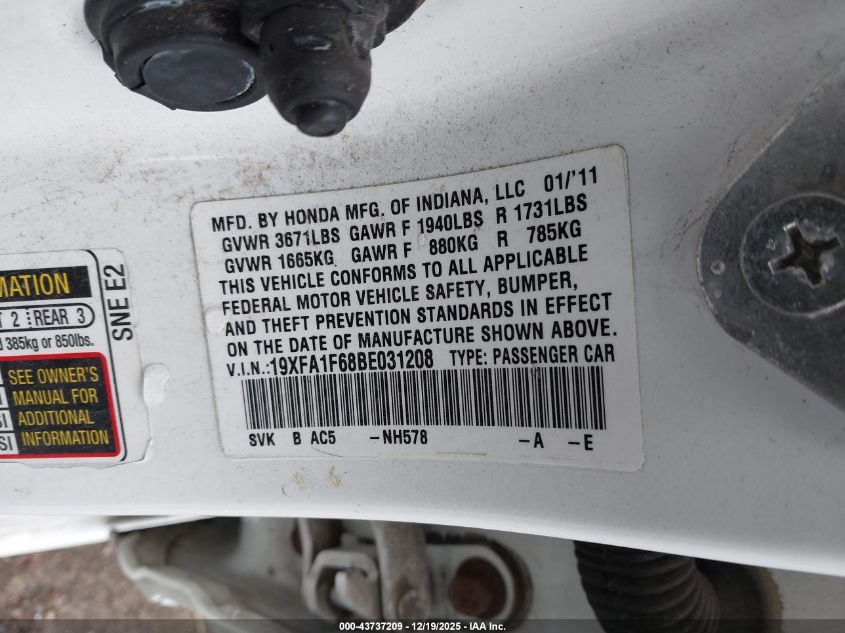 MFD. BY HONDA MFG. OF INDIANA, LLC 01/'11
GVWR 3671LBS GAWR F 1940LBS R 1731LBS
GVWR 1665KG GAWR F 880KG R 785KG
THIS VEHICLE CONFORMS TO ALL APPLICABLE
FEDERAL MOTOR VEHICLE SAFETY, BUMPER,
AND THEFT PREVENTION STANDARDS IN EFFECT
ON THE DATE OF MANUFACTURE SHOWN ABOVE.
V.I.N.:19XFA1F68BE031208 TYPE: PASSENGER CAR
SVK B AC5 -NH578 -A -E
2 REAR 3
385kg or 850lbs.
SEE OWNER'S
MANUAL FOR
ADDITIONAL
INFORMATION
SNE E2
000-43737209 - 12/19/2025 - IAA Inc.